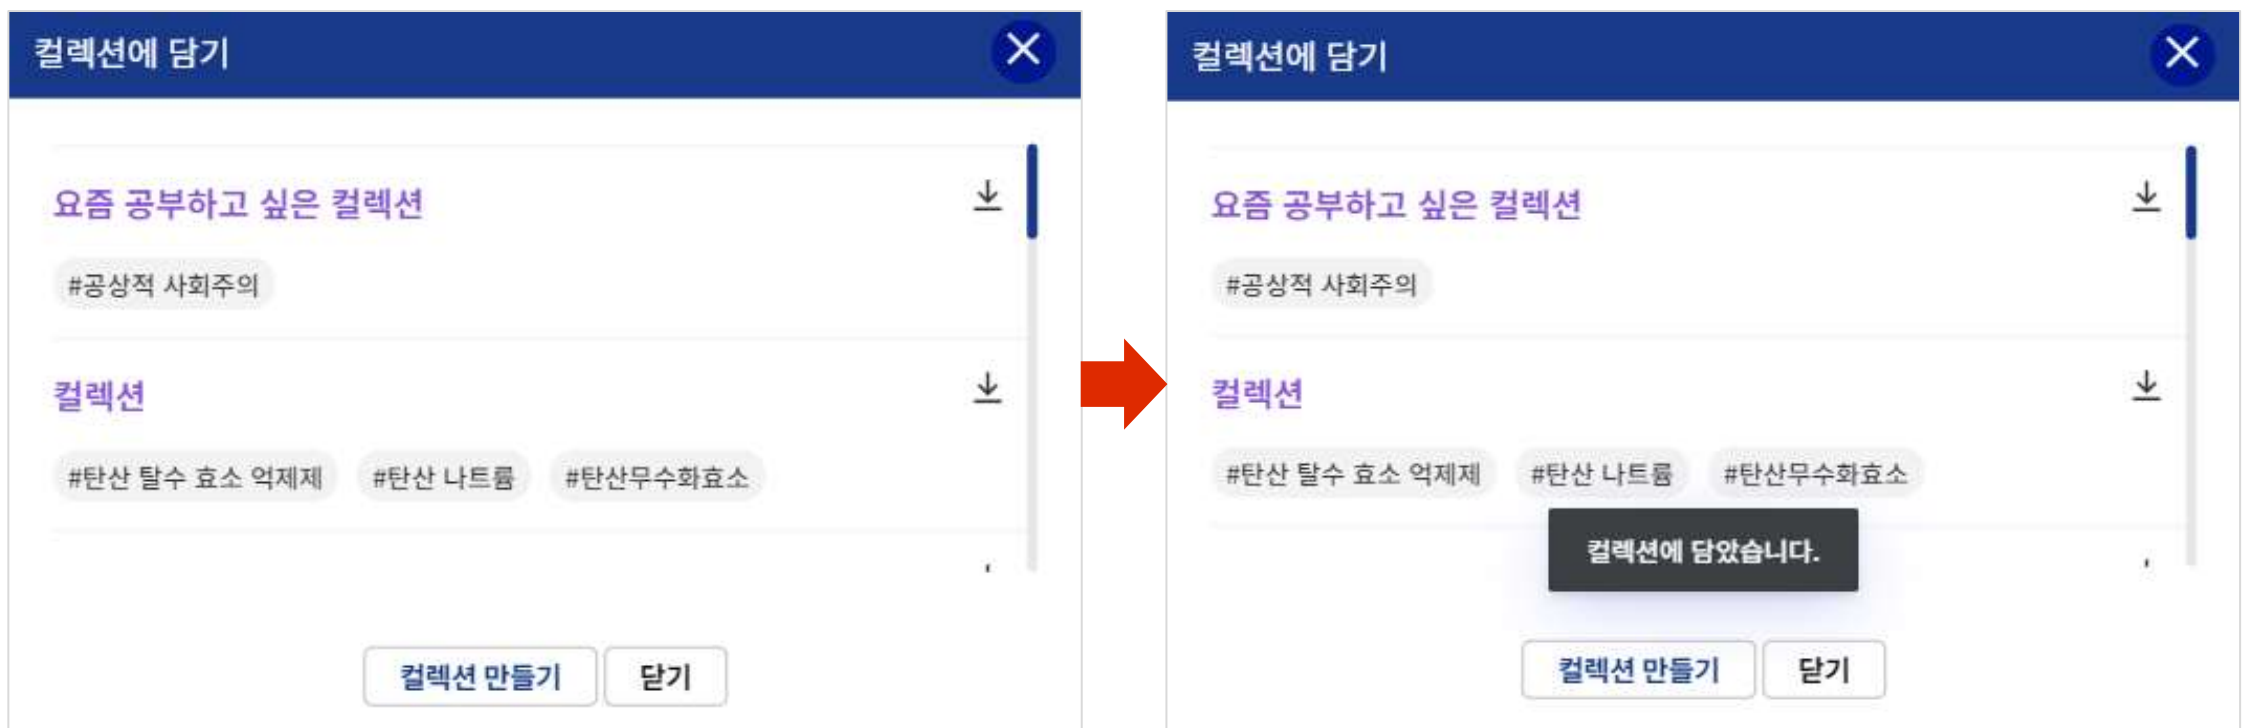 컬렉션에 담기
요즘 공부하고 싶은 컬렉션
#공상적 사회주의
컬렉션
#탄산 탈수 효소 억제제 #탄산 나트륨 #탄산무수화효소
컬렉션 만들기 닫기
컬렉션에 담기
요즘 공부하고 싶은 컬렉션
#공상적 사회주의
컬렉션
#탄산 탈수 효소 억제제 #탄산 나트륨 #탄산무수화효소
컬렉션에 담았습니다.
컬렉션 만들기 닫기